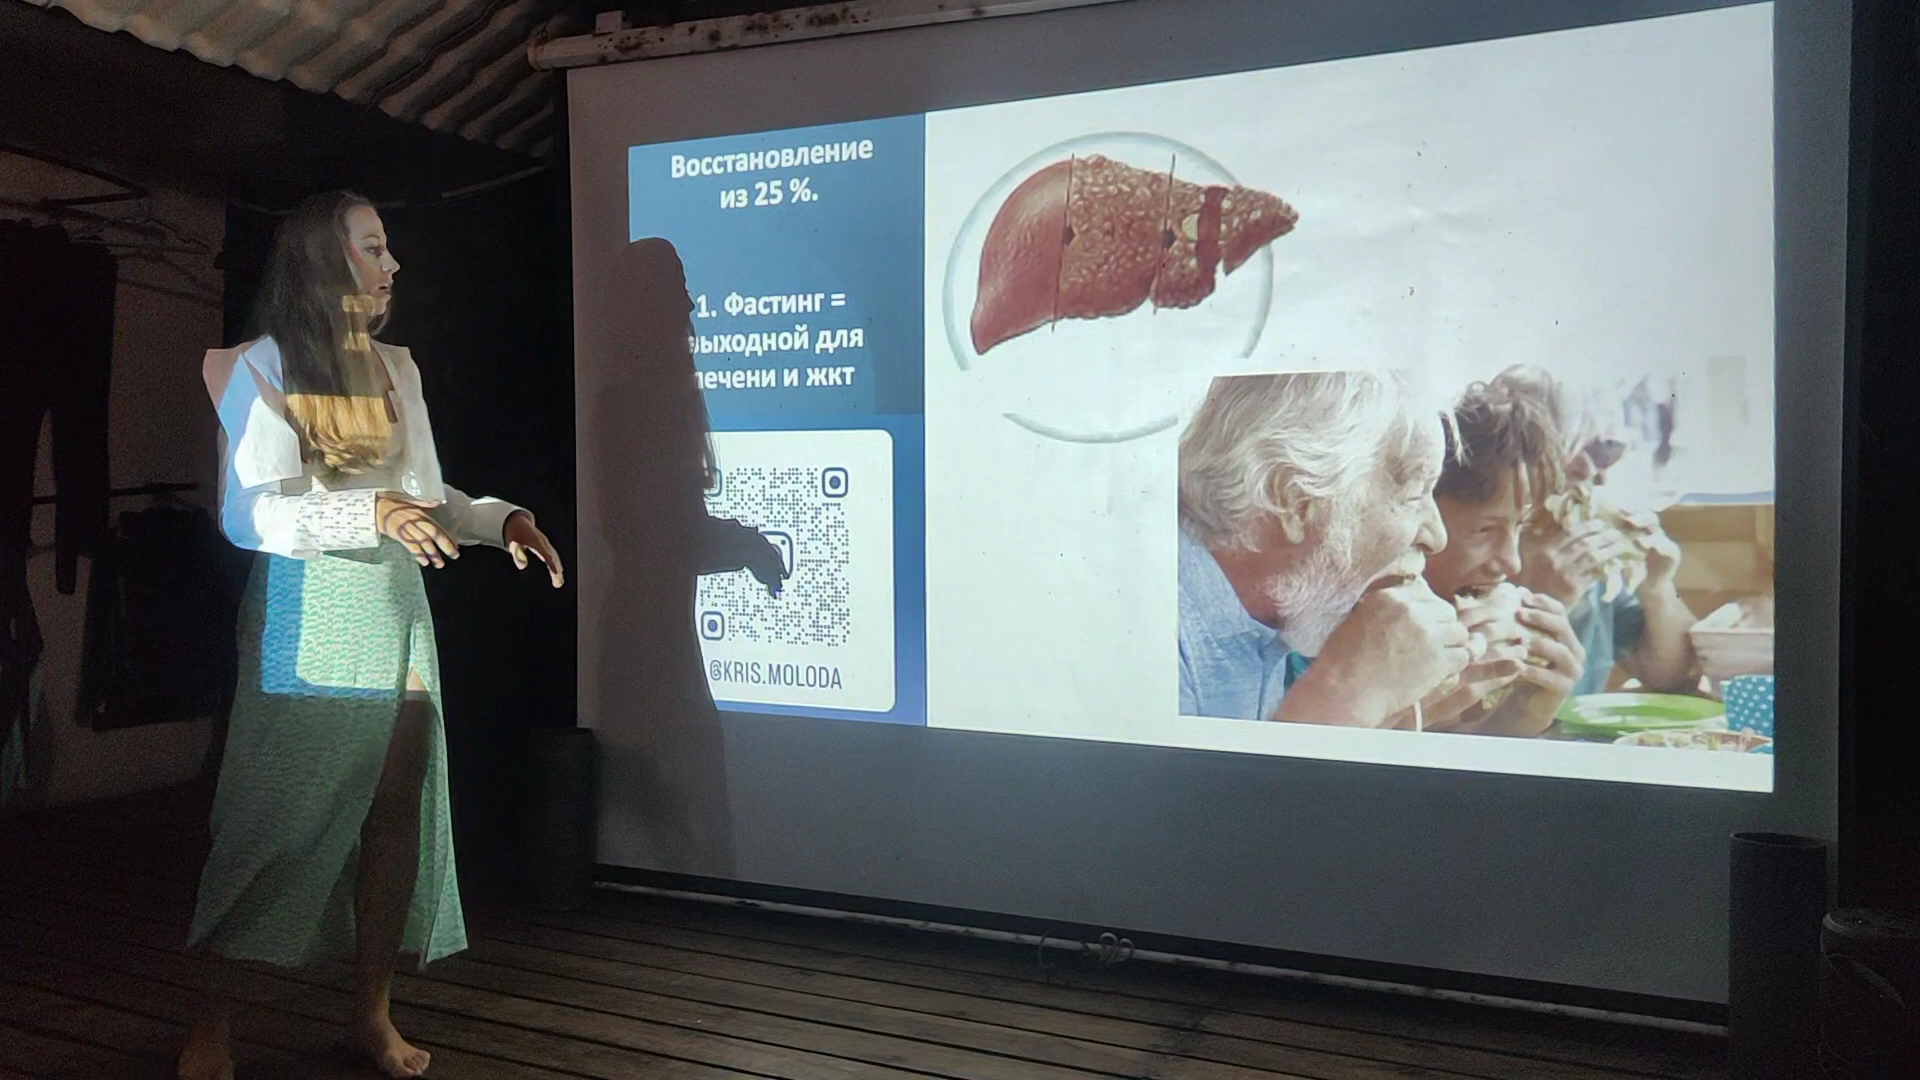 Восстановление
из 25 %.
1. Фастинг =
выходной для
печени и жкт
@KRIS.MOLODA